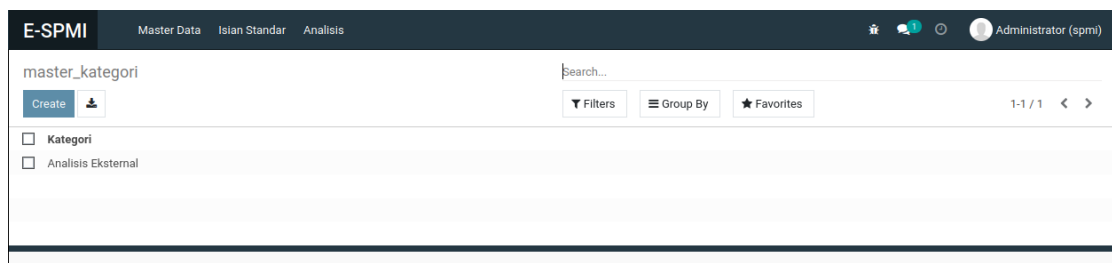 E-SPMI Master Data Isian Standar Analisis 1 Administrator (spmi)
master_kategori Search...
Create Filters Group By Favorites 1-1 / 1
Kategori
Analisis Eksternal